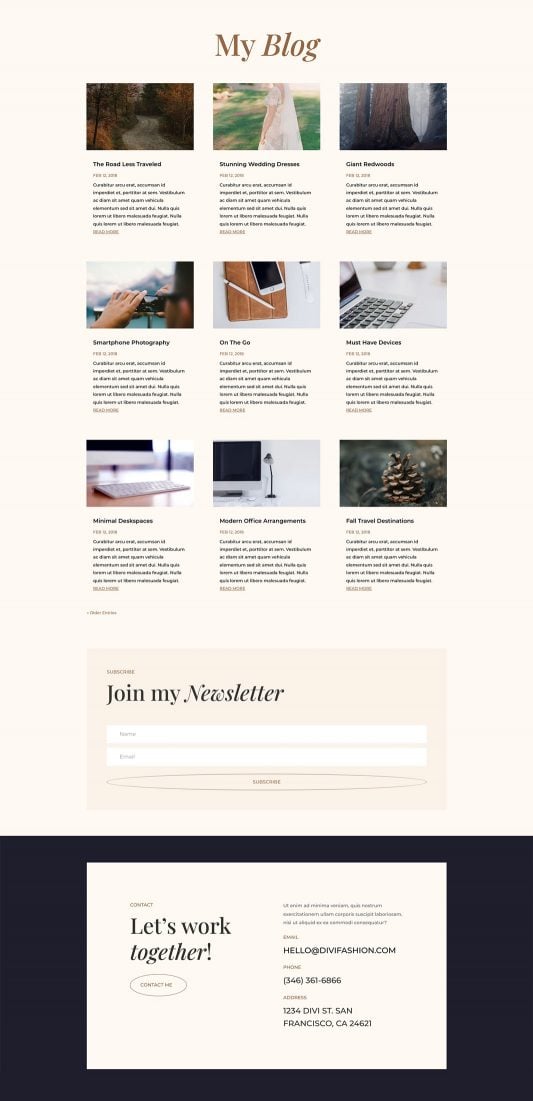 My Blog
The Road Less Traveled
FEB 12, 2018
Curabitur arcu erat, accumsan id
imperdiet et, porttitor at sem. Vestibulum
ac diam sit amet quam vehicula
elementum sed sit amet dui. Nulla quis
lorem ut libero malesuada feugiat. Nulla
quis lorem ut libero malesuada feugiat.
READ MORE
Stunning Wedding Dresses
FEB 12, 2018
Curabitur arcu erat, accumsan id
imperdiet et, porttitor at sem. Vestibulum
ac diam sit amet quam vehicula
elementum sed sit amet dui. Nulla quis
lorem ut libero malesuada feugiat. Nulla
quis lorem ut libero malesuada feugiat.
READ MORE
Giant Redwoods
FEB 12, 2018
Curabitur arcu erat, accumsan id
imperdiet et, porttitor at sem. Vestibulum
ac diam sit amet quam vehicula
elementum sed sit amet dui. Nulla quis
lorem ut libero malesuada feugiat. Nulla
quis lorem ut libero malesuada feugiat.
READ MORE
Smartphone Photography
FEB 12, 2018
Curabitur arcu erat, accumsan id
imperdiet et, porttitor at sem. Vestibulum
ac diam sit amet quam vehicula
elementum sed sit amet dui. Nulla quis
lorem ut libero malesuada feugiat. Nulla
quis lorem ut libero malesuada feugiat.
READ MORE
On The Go
FEB 12, 2018
Curabitur arcu erat, accumsan id
imperdiet et, porttitor at sem. Vestibulum
ac diam sit amet quam vehicula
elementum sed sit amet dui. Nulla quis
lorem ut libero malesuada feugiat. Nulla
quis lorem ut libero malesuada feugiat.
READ MORE
Must Have Devices
FEB 12, 2018
Curabitur arcu erat, accumsan id
imperdiet et, porttitor at sem. Vestibulum
ac diam sit amet quam vehicula
elementum sed sit amet dui. Nulla quis
lorem ut libero malesuada feugiat. Nulla
quis lorem ut libero malesuada feugiat.
READ MORE
Minimal Deskspaces
FEB 12, 2018
Curabitur arcu erat, accumsan id
imperdiet et, porttitor at sem. Vestibulum
ac diam sit amet quam vehicula
elementum sed sit amet dui. Nulla quis
lorem ut libero malesuada feugiat. Nulla
quis lorem ut libero malesuada feugiat.
READ MORE
Modern Office Arrangements
FEB 12, 2018
Curabitur arcu erat, accumsan id
imperdiet et, porttitor at sem. Vestibulum
ac diam sit amet quam vehicula
elementum sed sit amet dui. Nulla quis
lorem ut libero malesuada feugiat. Nulla
quis lorem ut libero malesuada feugiat.
READ MORE
Fall Travel Destinations
FEB 12, 2018
Curabitur arcu erat, accumsan id
imperdiet et, porttitor at sem. Vestibulum
ac diam sit amet quam vehicula
elementum sed sit amet dui. Nulla quis
lorem ut libero malesuada feugiat. Nulla
quis lorem ut libero malesuada feugiat.
READ MORE
« Older Entries
SUBSCRIBE
Join my Newsletter
Name
Email
SUBSCRIBE
CONTACT
Let's work
together!
CONTACT ME
Ut enim ad minima veniam, quis nostrum
exercitationem ullam corporis suscipit laboriosam,
nisi ut aliquid ex ea commodi consequatur?
EMAIL
HELLO@DIVIFASHION.COM
PHONE
(346) 361-6866
ADDRESS
1234 DIVI ST. SAN
FRANCISCO, CA 24621